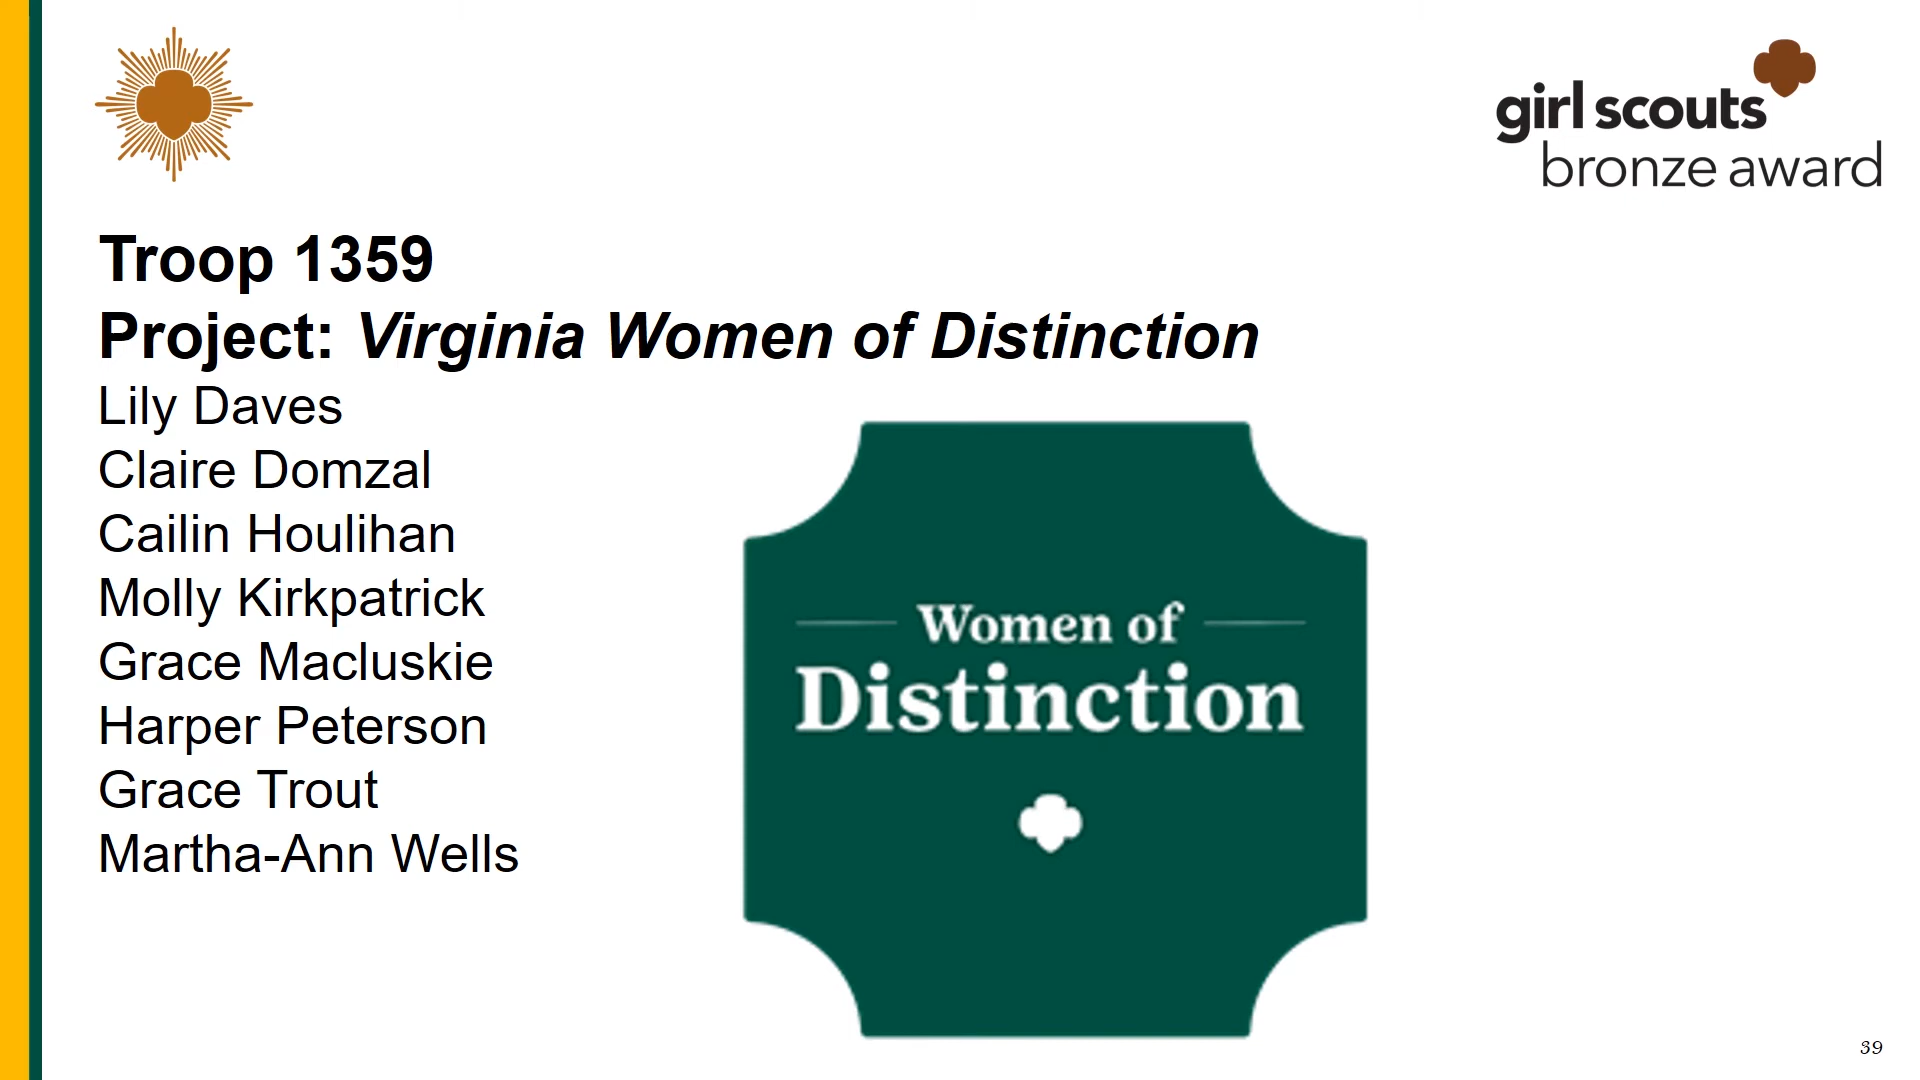 girl scouts
bronze award
Troop 1359
Project: Virginia Women of Distinction
Lily Daves
Claire Domzal
Cailin Houlihan
Molly Kirkpatrick
Grace Macluskie
Harper Peterson
Grace Trout
Martha-Ann Wells
Women of
Distinction
39